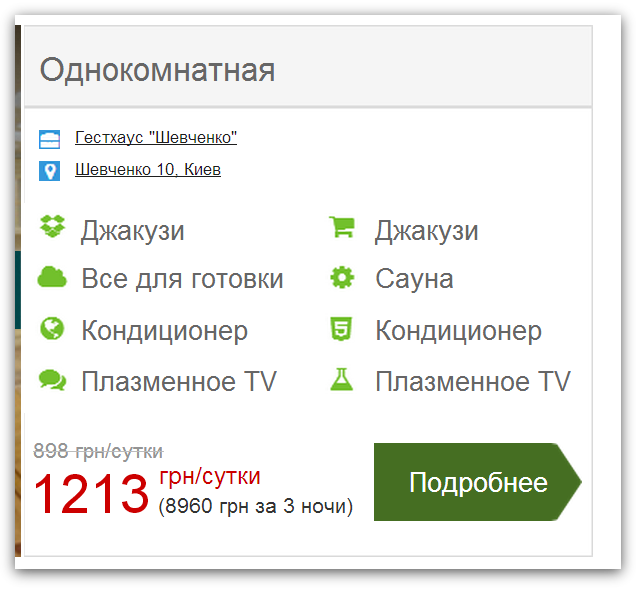 Однокомнатная
Гестхаус "Шевченко"
Шевченко 10, Киев
Джакузи Джакузи
Все для готовки Сауна
Кондиционер Кондиционер
Плазменное TV Плазменное TV
898 грн/сутки
1213 грн/сутки
(8960 грн за 3 ночи)
Подробнее